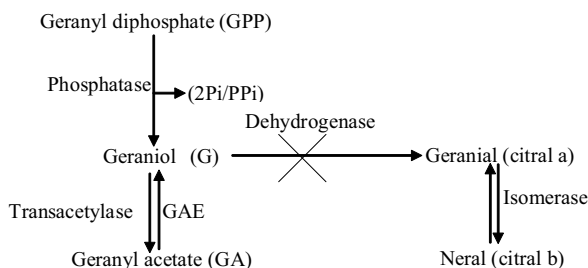 Geranyl diphosphate (GPP)
Phosphatase
(2Pi/PPi)
Dehydrogenase
Geraniol (G)
Geranial (citral a)
Transacetylase
GAE
Isomerase
Geranyl acetate (GA)
Neral (citral b)